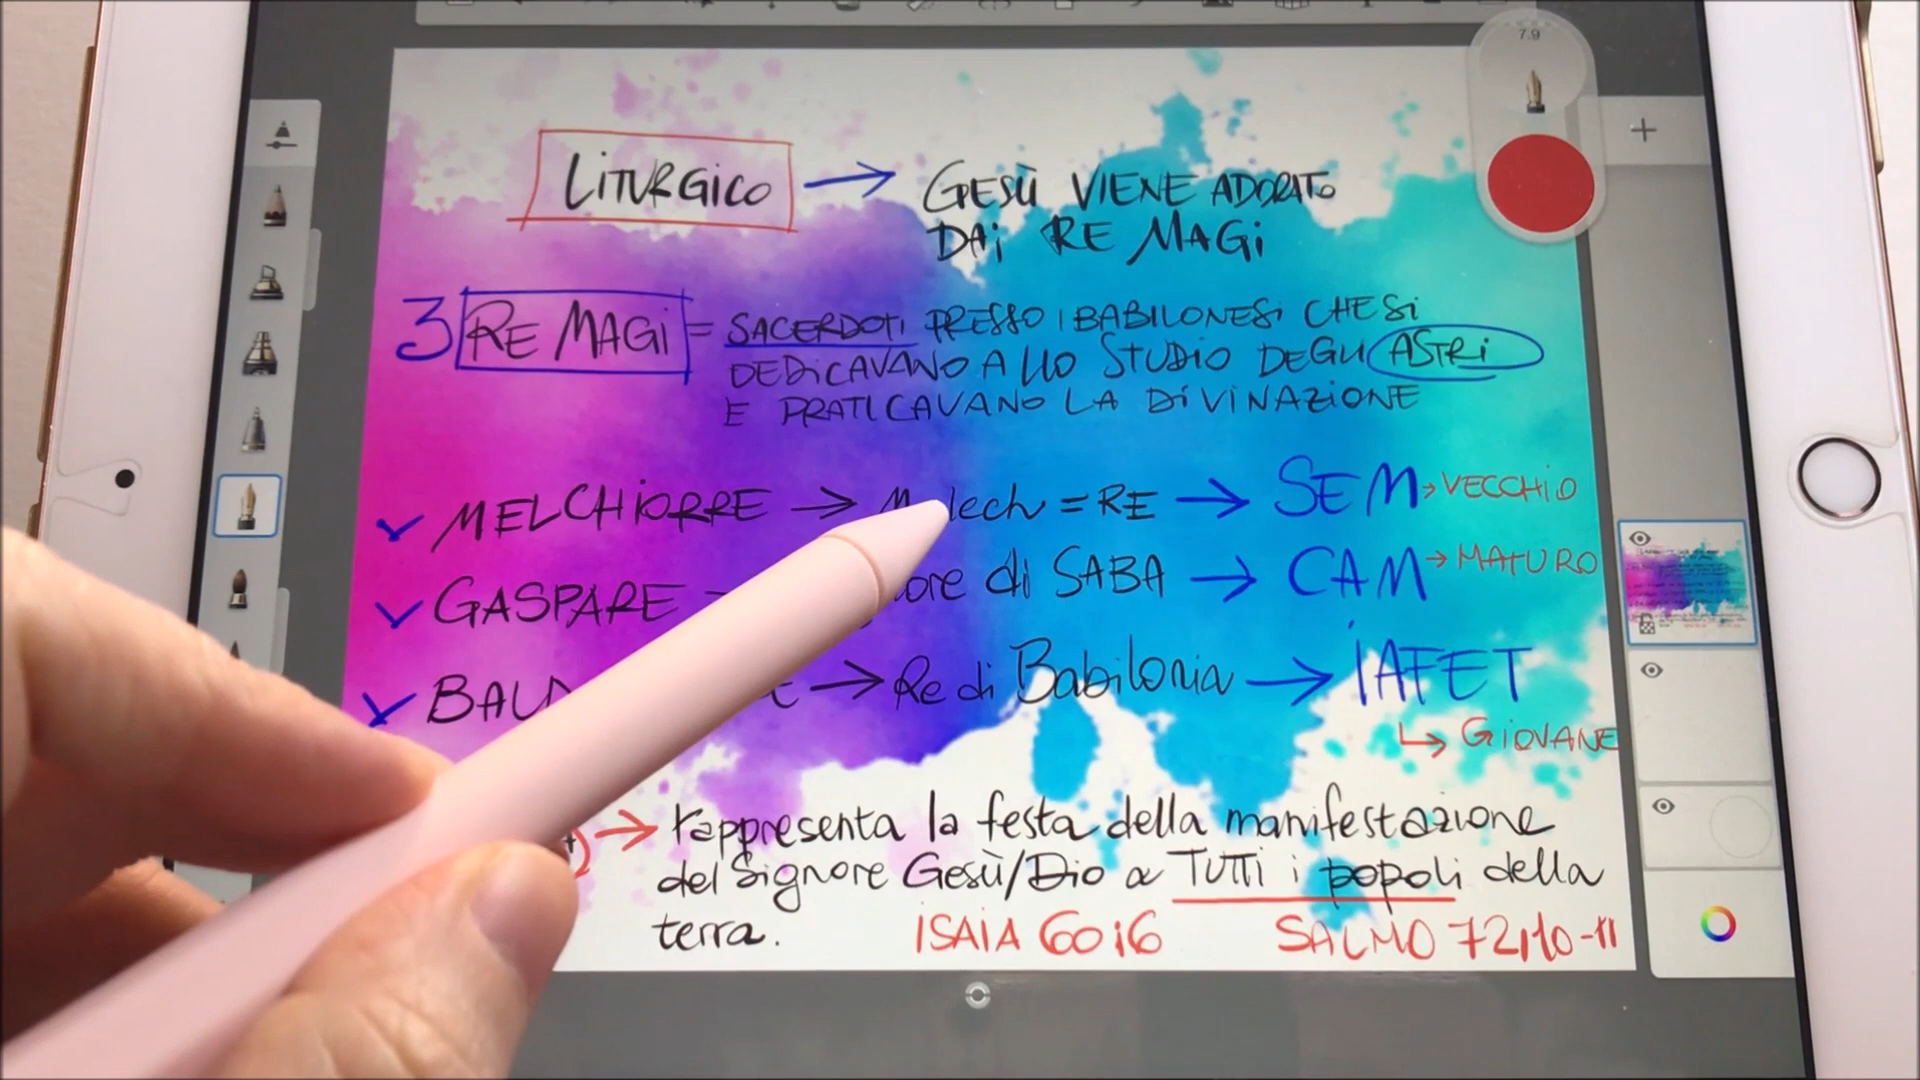 7.9
LITURGICO → GESÙ VIENE ADORATO
DAI RE MAGI
3 RE MAGI = SACERDOTI PRESSO I BABILONESI CHE SI
DEDICAVANO ALLO STUDIO DEGLI ASTRI
E PRATICAVANO LA DIVINAZIONE
MELCHIORRE → = RE → SEM → VECCHIO
GASPARE di SABA → CAM → MATURO
→ Re di Babilonia → IAFET
↳ GIOVANE
→ rappresenta la festa della manifestazione
del Signore Gesù/Dio a TUTTI i popoli della
terra. ISAIA 60;6 SALMO 72,10-11